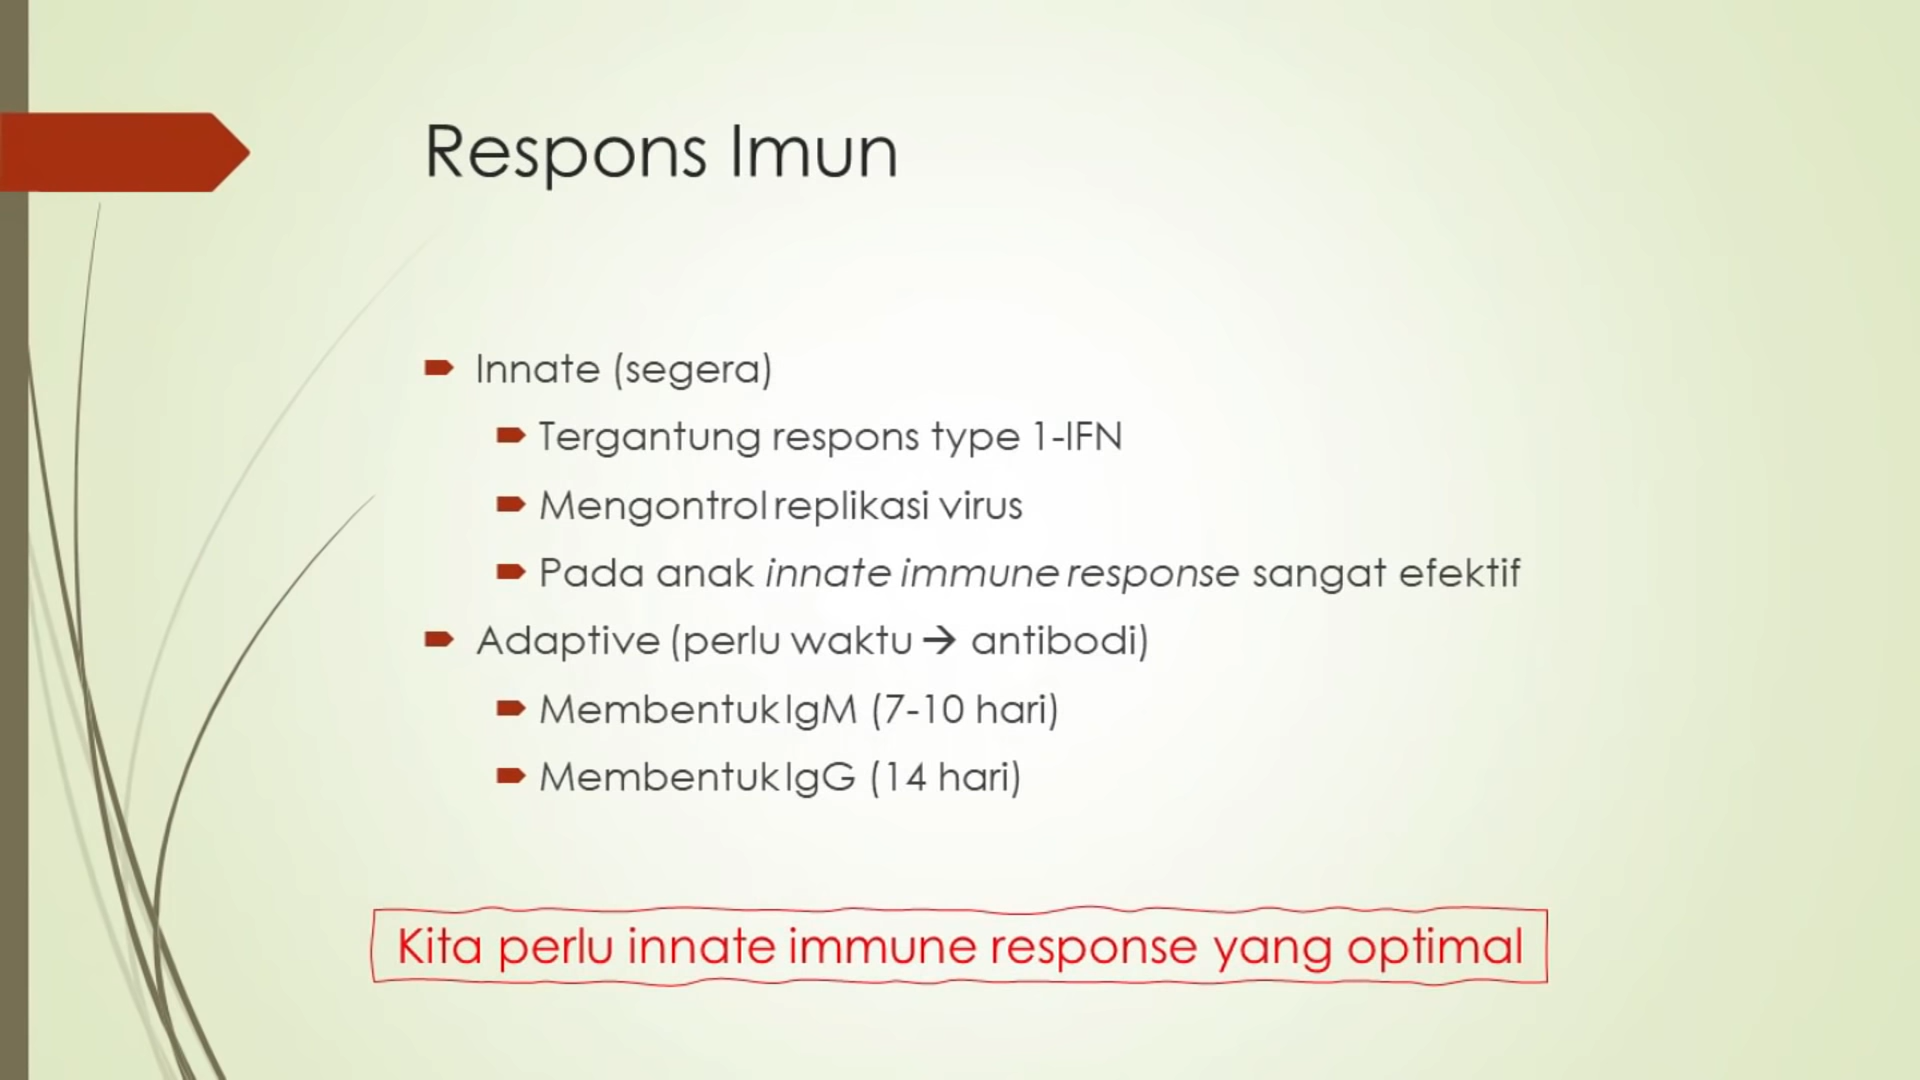 Respons Imun
Innate (segera)
Tergantung respons type 1-IFN
Mengontrol replikasi virus
Pada anak innate immune response sangat efektif
Adaptive (perlu waktu → antibodi)
Membentuk IgM (7-10 hari)
Membentuk IgG (14 hari)
Kita perlu innate immune response yang optimal